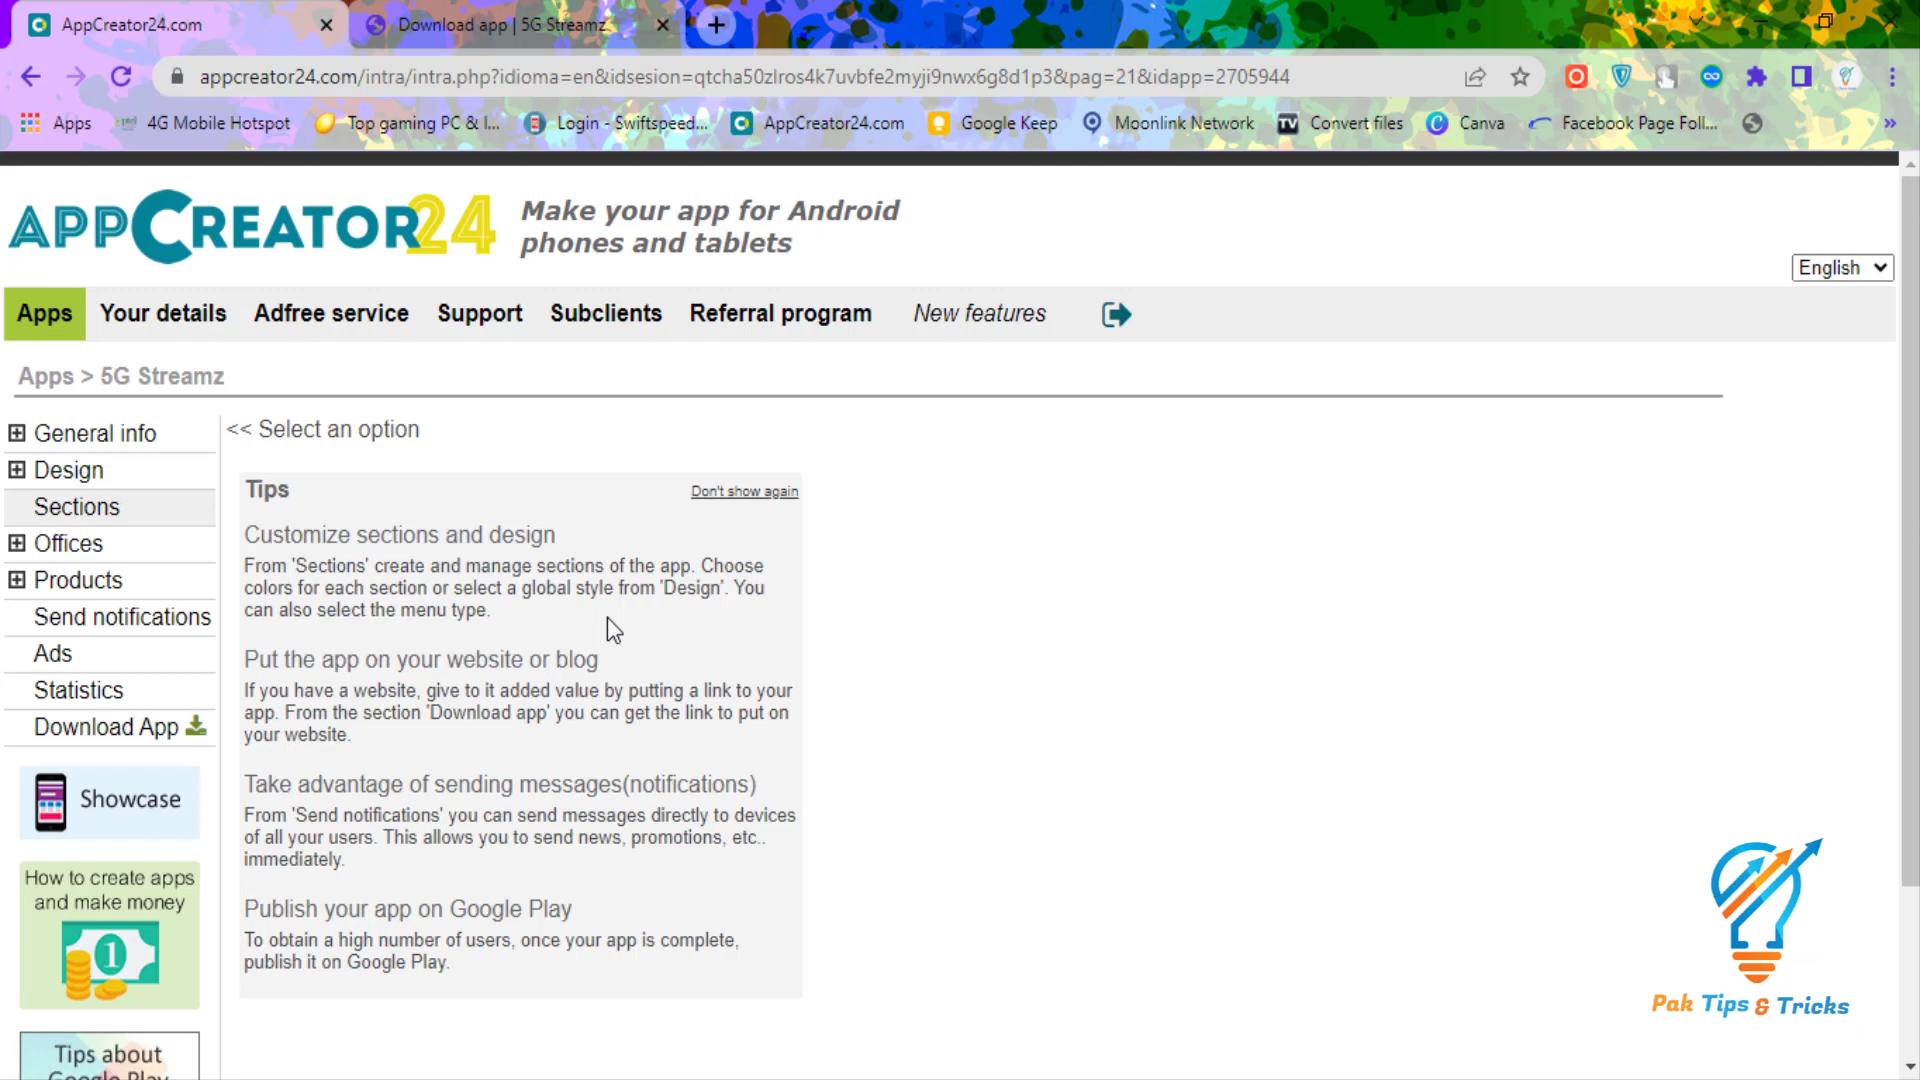 AppCreator24.com
Download app | 5G Streamz
appcreator24.com/intra/intra.php?idioma=en&idsesion=qtcha50zlros4k7uvbfe2myji9nwx6g8d1p3&pag=21&idapp=2705944
Apps
4G Mobile Hotspot
Top gaming PC & l...
Login - Swiftspeed...
AppCreator24.com
Google Keep
Moonlink Network
Convert files
Canva
Facebook Page Foll...
»
APPCREATOR24
Make your app for Android
phones and tablets
English
Apps
Your details
Adfree service
Support
Subclients
Referral program
New features
Apps > 5G Streamz
General info
Design
Sections
Offices
Products
Send notifications
Ads
Statistics
Download App
Showcase
How to create apps
and make money
1
Tips about
Google Play
<< Select an option
Tips
Don't show again
Customize sections and design
From 'Sections' create and manage sections of the app. Choose
colors for each section or select a global style from 'Design'. You
can also select the menu type.
Put the app on your website or blog
If you have a website, give to it added value by putting a link to your
app. From the section 'Download app' you can get the link to put on
your website.
Take advantage of sending messages(notifications)
From 'Send notifications' you can send messages directly to devices
of all your users. This allows you to send news, promotions, etc..
immediately.
Publish your app on Google Play
To obtain a high number of users, once your app is complete,
publish it on Google Play.
Pak Tips & Tricks